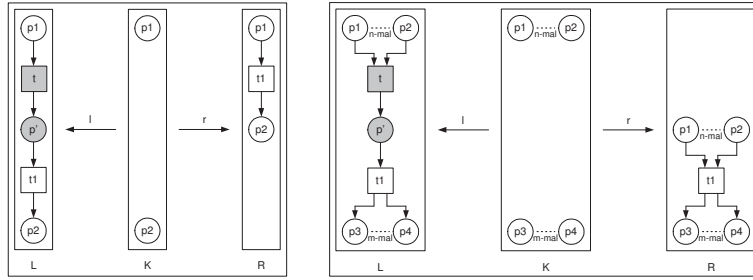 p1 p1 p1
t t1
p' l r p2
t1
p2 p2
L K R
p1 n-mal p2 p1 n-mal p2
t
p' l r p1 n-mal p2
t1 t1
p3 m-mal p4 p3 m-mal p4 p3 m-mal p4
L K R